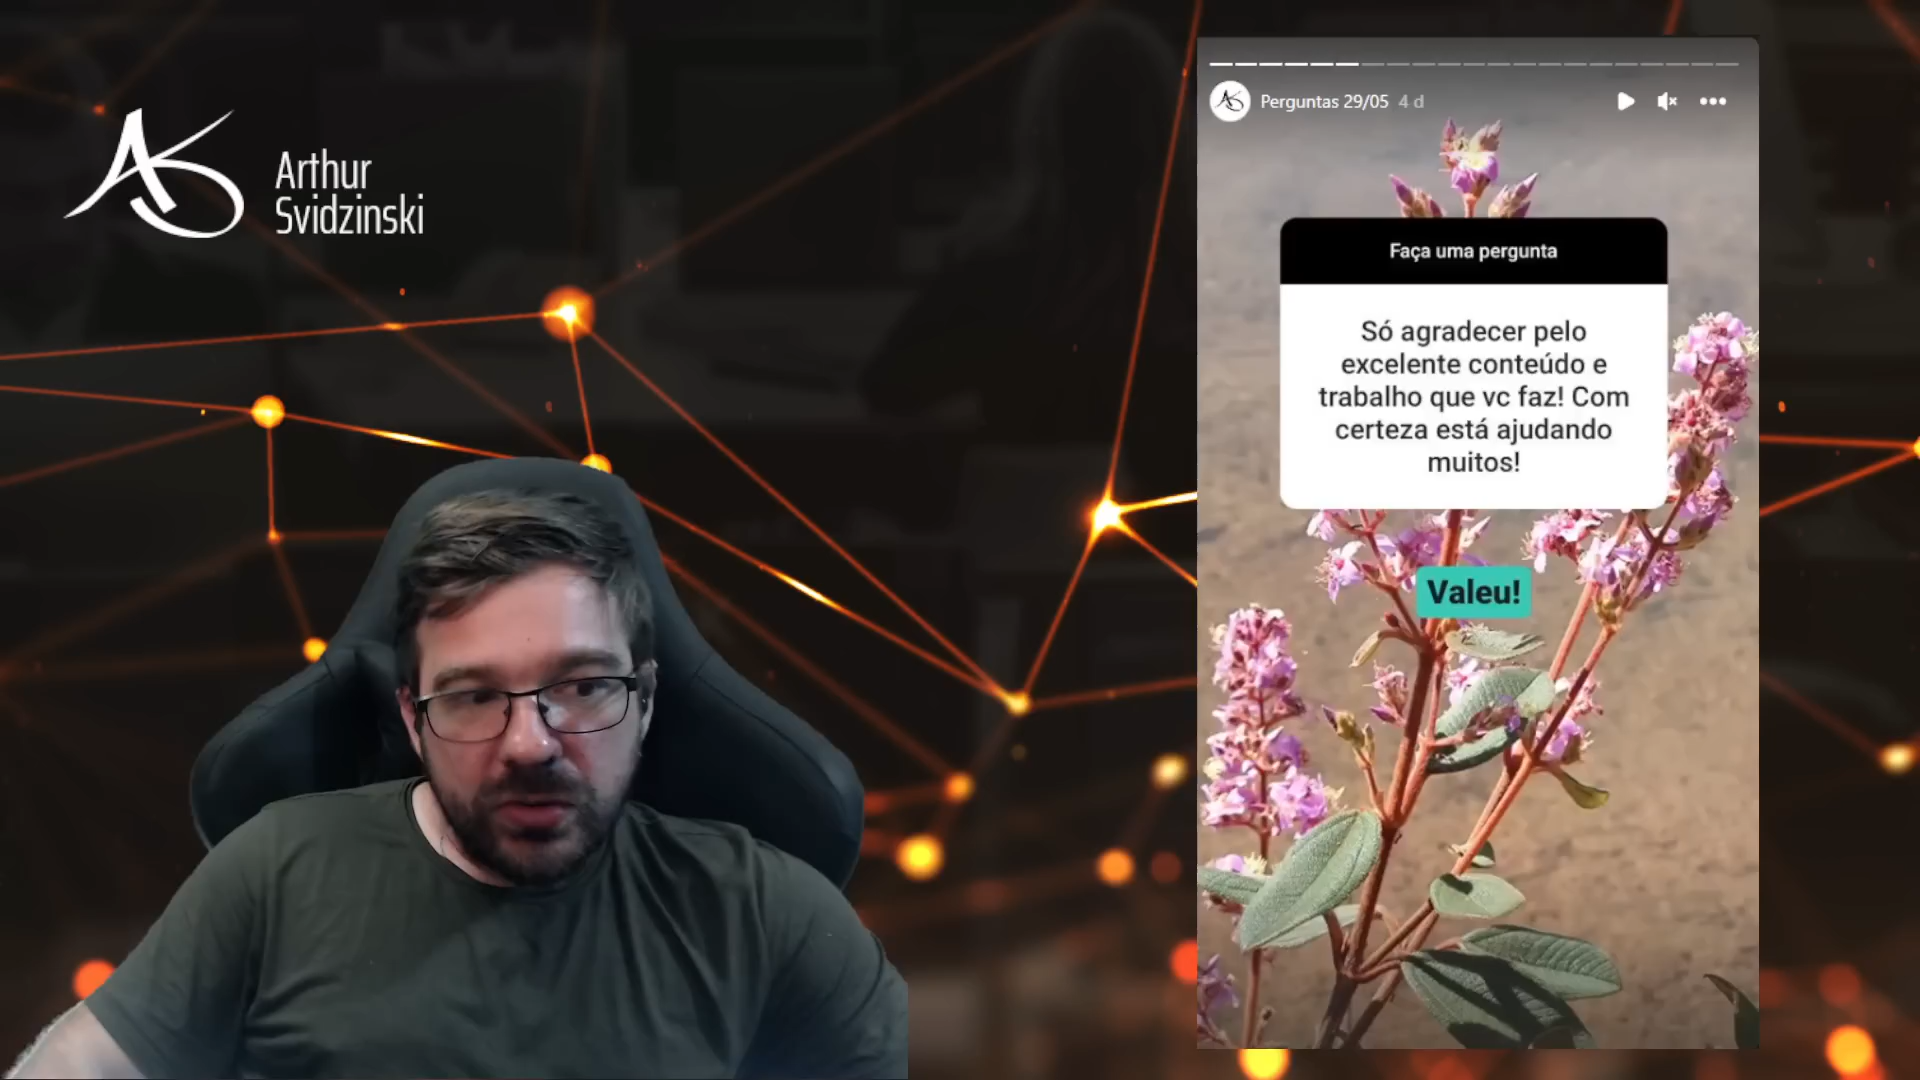 Arthur
Svidzinski
Perguntas 29/05 4 d
Faça uma pergunta
Só agradecer pelo
excelente conteúdo e
trabalho que vc faz! Com
certeza está ajudando
muitos!
Valeu!